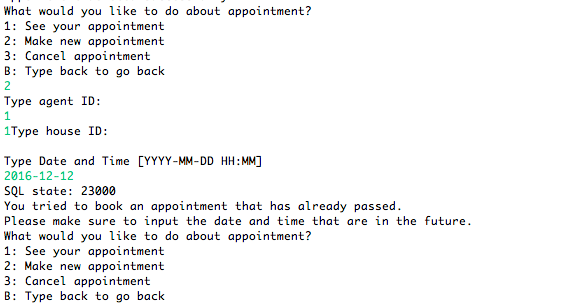 What would you like to do about appointment?
1: See your appointment
2: Make new appointment
3: Cancel appointment
B: Type back to go back
2
Type agent ID:
1
1Type house ID:
Type Date and Time [YYYY-MM-DD HH:MM]
2016-12-12
SQL state: 23000
You tried to book an appointment that has already passed.
Please make sure to input the date and time that are in the future.
What would you like to do about appointment?
1: See your appointment
2: Make new appointment
3: Cancel appointment
B: Type back to go back